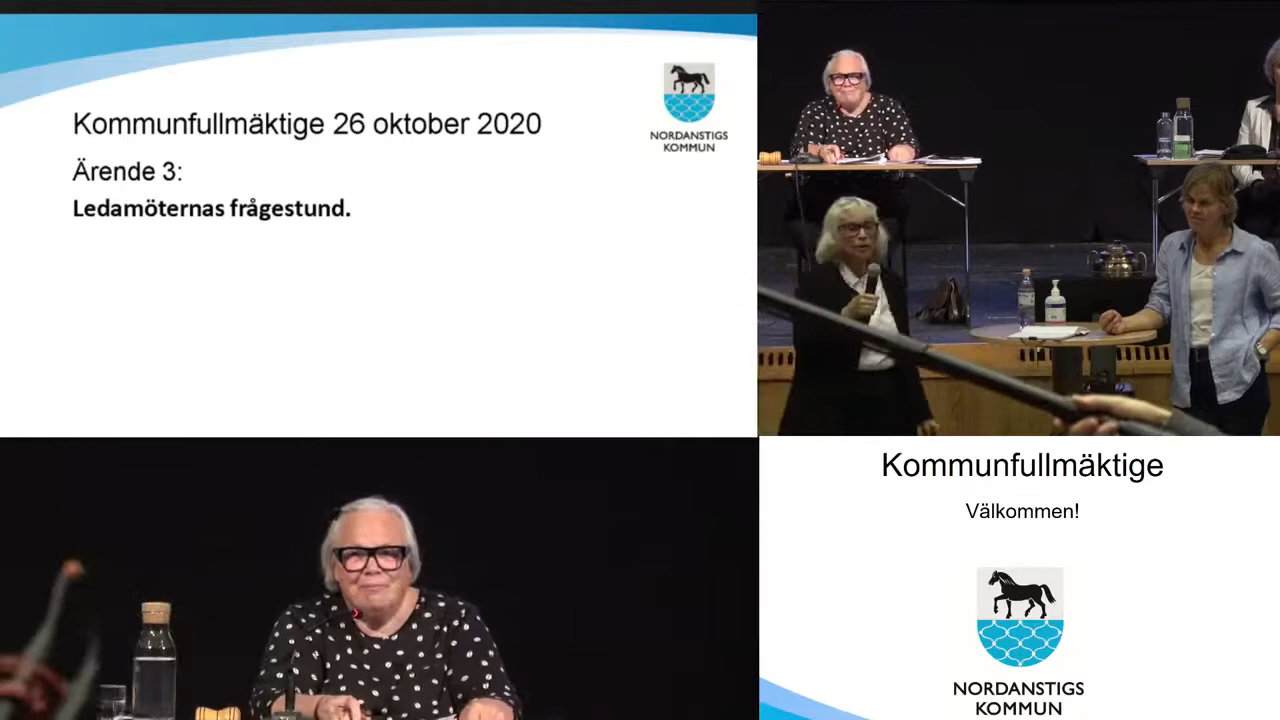 Kommunfullmäktige 26 oktober 2020
Ärende 3:
Ledamöternas frågestund.
NORDANSTIGS
KOMMUN
Kommunfullmäktige
Välkommen!
NORDANSTIGS
KOMMUN